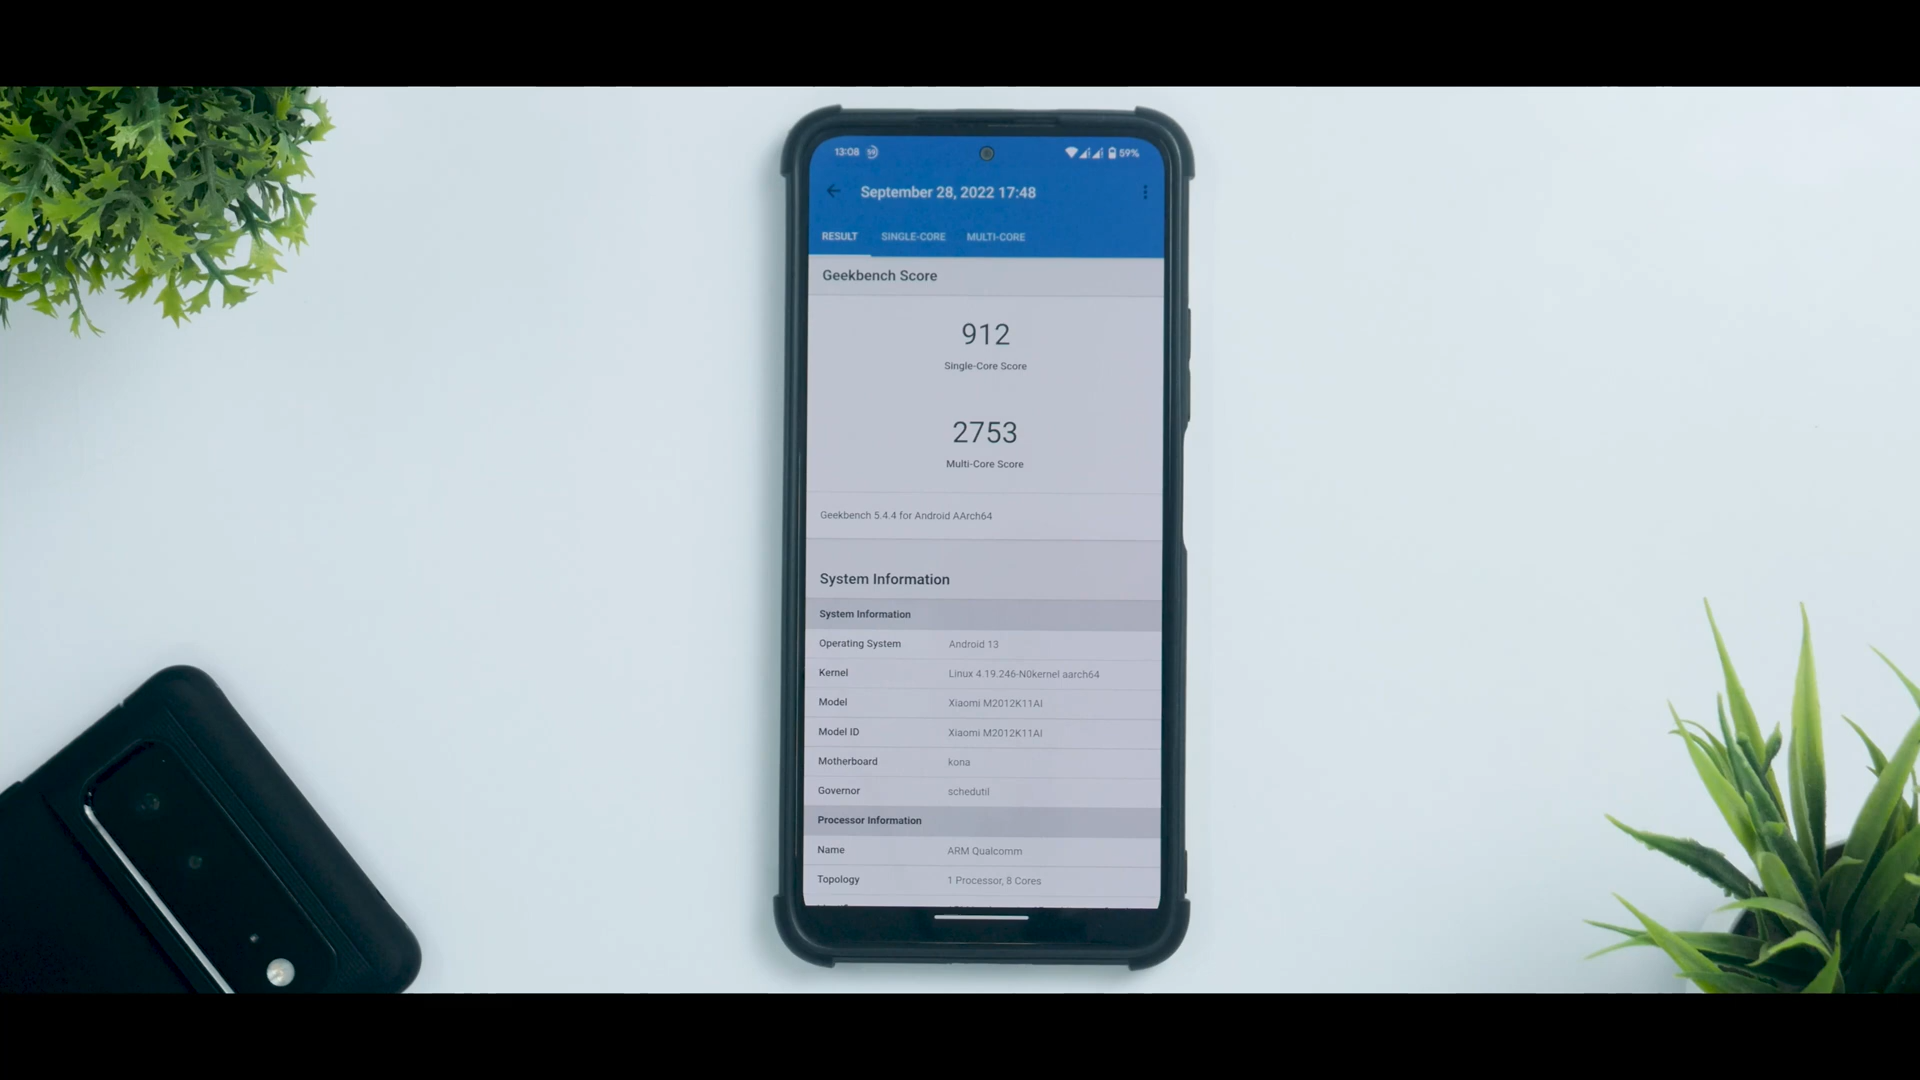 13:08 59%
September 28, 2022 17:48
RESULT SINGLE-CORE MULTI-CORE
Geekbench Score
912
Single-Core Score
2753
Multi-Core Score
Geekbench 5.4.4 for Android AArch64
System Information
System Information
Operating System Android 13
Kernel Linux 4.19.246-N0kernel aarch64
Model Xiaomi M2012K11AI
Model ID Xiaomi M2012K11AI
Motherboard kona
Governor schedutil
Processor Information
Name ARM Qualcomm
Topology 1 Processor, 8 Cores